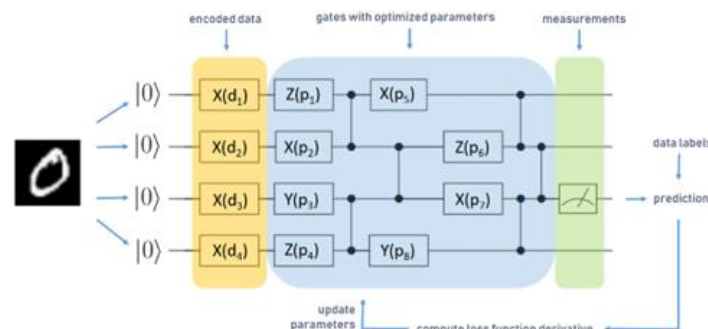 encoded data
gates with optimized parameters
measurements
|0⟩ X(d₁) Z(p₁) X(p₅)
|0⟩ X(d₂) X(p₂) Z(p₆)
data labels
|0⟩ X(d₃) Y(p₃) X(p₇)
prediction
|0⟩ X(d₄) Z(p₄) Y(p₈)
update
parameters
compute loss function derivative